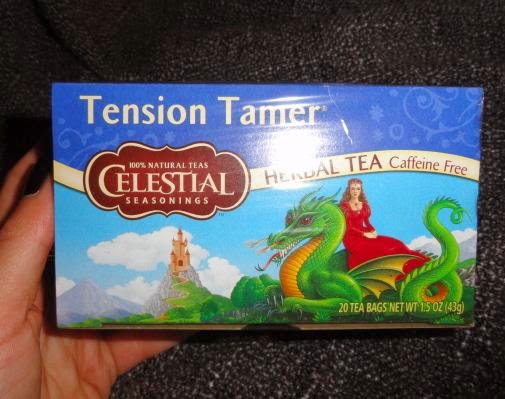 Tension Tamer®
100% NATURAL TEAS
CELESTIAL
SEASONINGS™
HERBAL TEA Caffeine Free
20 TEA BAGS NET WT 1.5 OZ (43g)